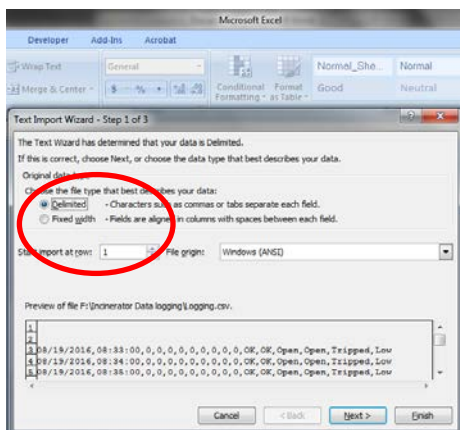 Microsoft Excel
Developer Add-Ins Acrobat
Wrap Text General Normal_She... Normal
Merge & Center $ % , Conditional Formatting Format as Table Good Neutral
Text Import Wizard - Step 1 of 3
The Text Wizard has determined that your data is Delimited.
If this is correct, choose Next, or choose the data type that best describes your data.
Original data type
Choose the file type that best describes your data:
Delimited - Characters such as commas or tabs separate each field.
Fixed width - Fields are aligned in columns with spaces between each field.
Start import at row: 1 File origin: Windows (ANSI)
Preview of file F:\Incinerator Data logging\Logging.csv.
1
2
3 08/19/2016,08:33:00,0,0,0,0,0,0,0,0,0,OK,OK,Open,Open,Tripped,Low
4 08/19/2016,08:34:00,0,0,0,0,0,0,0,0,0,OK,OK,Open,Open,Tripped,Low
5 08/19/2016,08:35:00,0,0,0,0,0,0,0,0,0,OK,OK,Open,Open,Tripped,Low
Cancel < Back Next > Finish